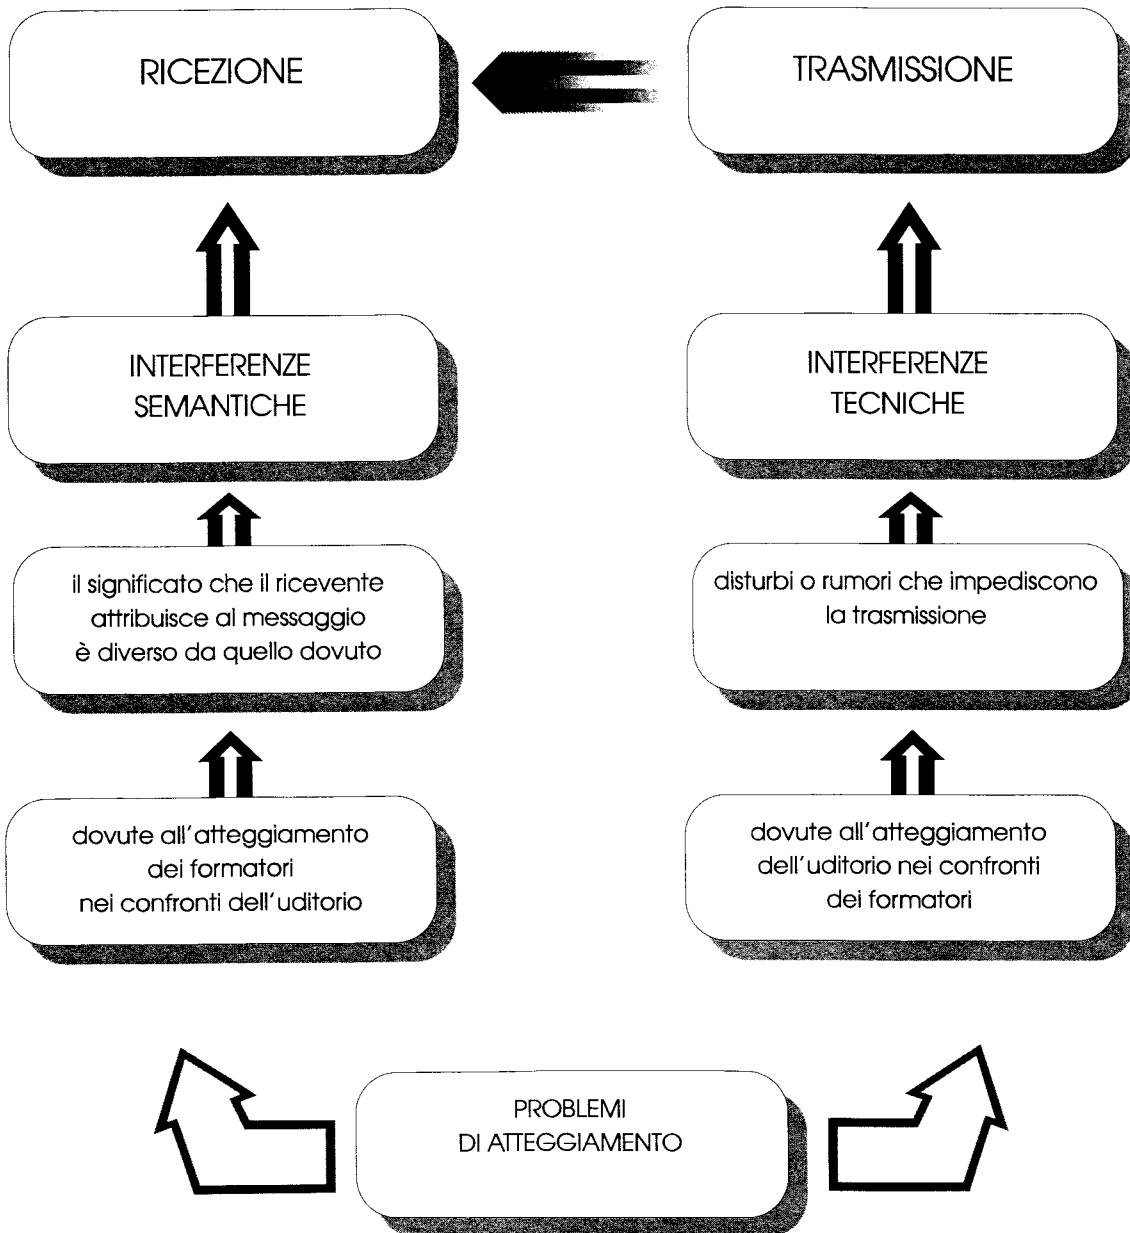 RICEZIONE
TRASMISSIONE
INTERFERENZE
SEMANTICHE
INTERFERENZE
TECNICHE
il significato che il ricevente
attribuisce al messaggio
è diverso da quello dovuto
disturbi o rumori che impediscono
la trasmissione
dovute all'atteggiamento
dei formatori
nei confronti dell'uditorio
dovute all'atteggiamento
dell'uditorio nei confronti
dei formatori
PROBLEMI
DI ATTEGGIAMENTO